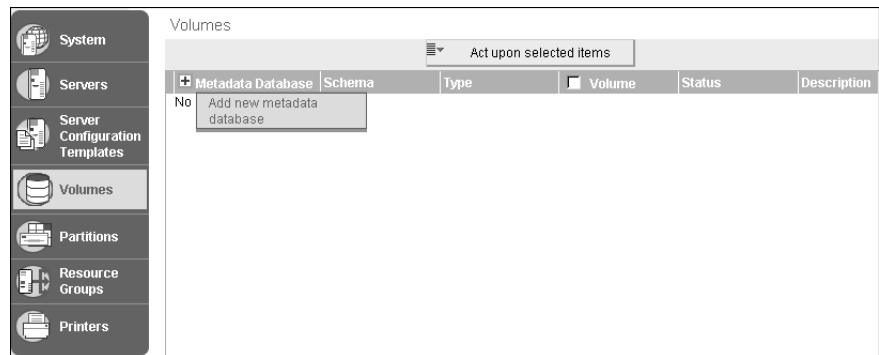 System
Servers
Server
Configuration
Templates
Volumes
Partitions
Resource
Groups
Printers
Volumes
Act upon selected items
Metadata Database Schema Type Volume Status Description
No Add new metadata
database